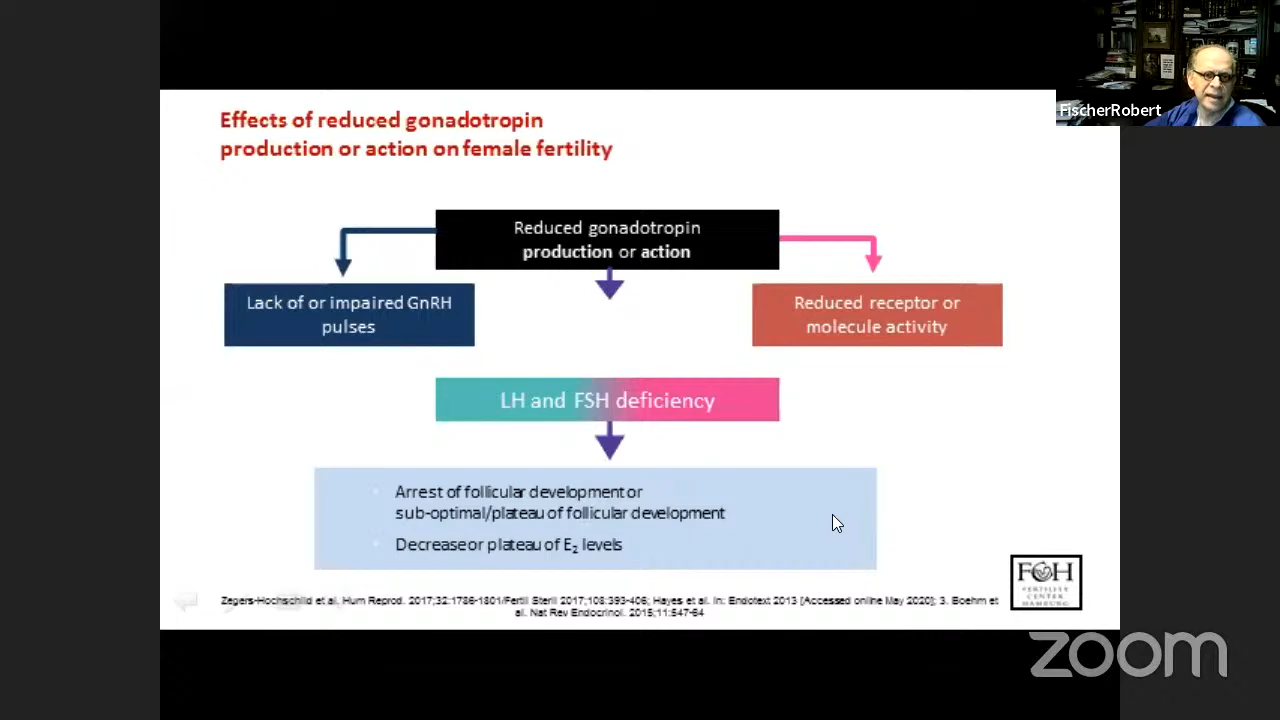 FischerRobert
Effects of reduced gonadotropin
production or action on female fertility
Reduced gonadotropin
production or action
Lack of or impaired GnRH
pulses
Reduced receptor or
molecule activity
LH and FSH deficiency
Arrest of follicular development or
sub-optimal/plateau of follicular development
Decrease or plateau of E₂ levels
FCH
FERTILITY
CENTER
HAMBURG
Zegers-Hochschild et al. Hum Reprod. 2017;32:1786-1801/Fertil Steril 2017;108:393-406; Hayes et al. In: Endotext 2013 [Accessed online May 2020]; 3. Boehm et
al. Nat Rev Endocrinol. 2015;11:547-64
zoom